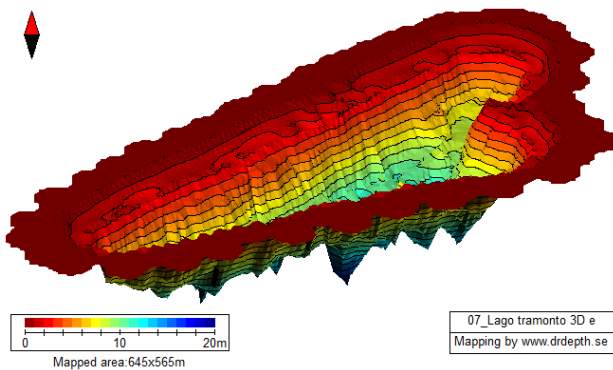 0 10 20m
Mapped area:645x565m
07_Lago tramonto 3D e
Mapping by www.drdepth.se